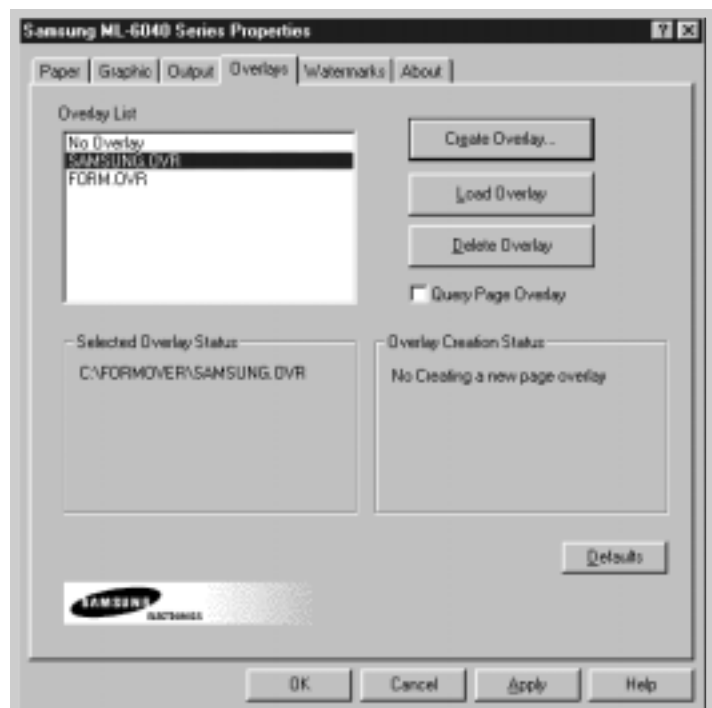 Samsung ML-6040 Series Properties
Paper Graphic Output Overlays Watermarks About
Overlay List
No Overlay
SAMSUNG.OVR
FORM.OVR
Create Overlay...
Load Overlay
Delete Overlay
Query Page Overlay
Selected Overlay Status
C:\FORMOVER\SAMSUNG.OVR
Overlay Creation Status
No Creating a new page overlay
Defaults
SAMSUNG
ELECTRONICS
OK Cancel Apply Help